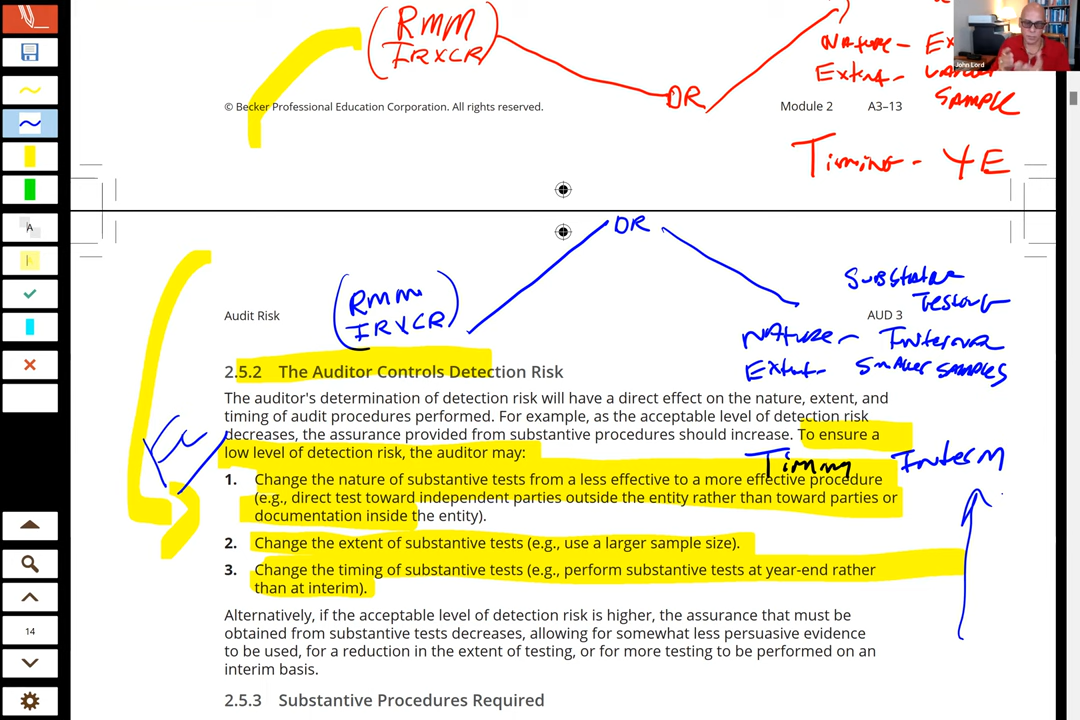 (RMM
IRXCR)
OR
Nature -
Extent -
SAMPLE
John Lord
© Becker Professional Education Corporation. All rights reserved.
Module 2 A3–13
Timing - YE
OR
(RMM
IRXCR)
Substantive
Testing
Audit Risk
AUD 3
Nature -
Extent - Smaller samples
2.5.2 The Auditor Controls Detection Risk
The auditor's determination of detection risk will have a direct effect on the nature, extent, and
timing of audit procedures performed. For example, as the acceptable level of detection risk
decreases, the assurance provided from substantive procedures should increase. To ensure a
low level of detection risk, the auditor may:
Timing Interim
1. Change the nature of substantive tests from a less effective to a more effective procedure
(e.g., direct test toward independent parties outside the entity rather than toward parties or
documentation inside the entity).
2. Change the extent of substantive tests (e.g., use a larger sample size).
3. Change the timing of substantive tests (e.g., perform substantive tests at year-end rather
than at interim).
Alternatively, if the acceptable level of detection risk is higher, the assurance that must be
obtained from substantive tests decreases, allowing for somewhat less persuasive evidence
to be used, for a reduction in the extent of testing, or for more testing to be performed on an
interim basis.
2.5.3 Substantive Procedures Required
A
14